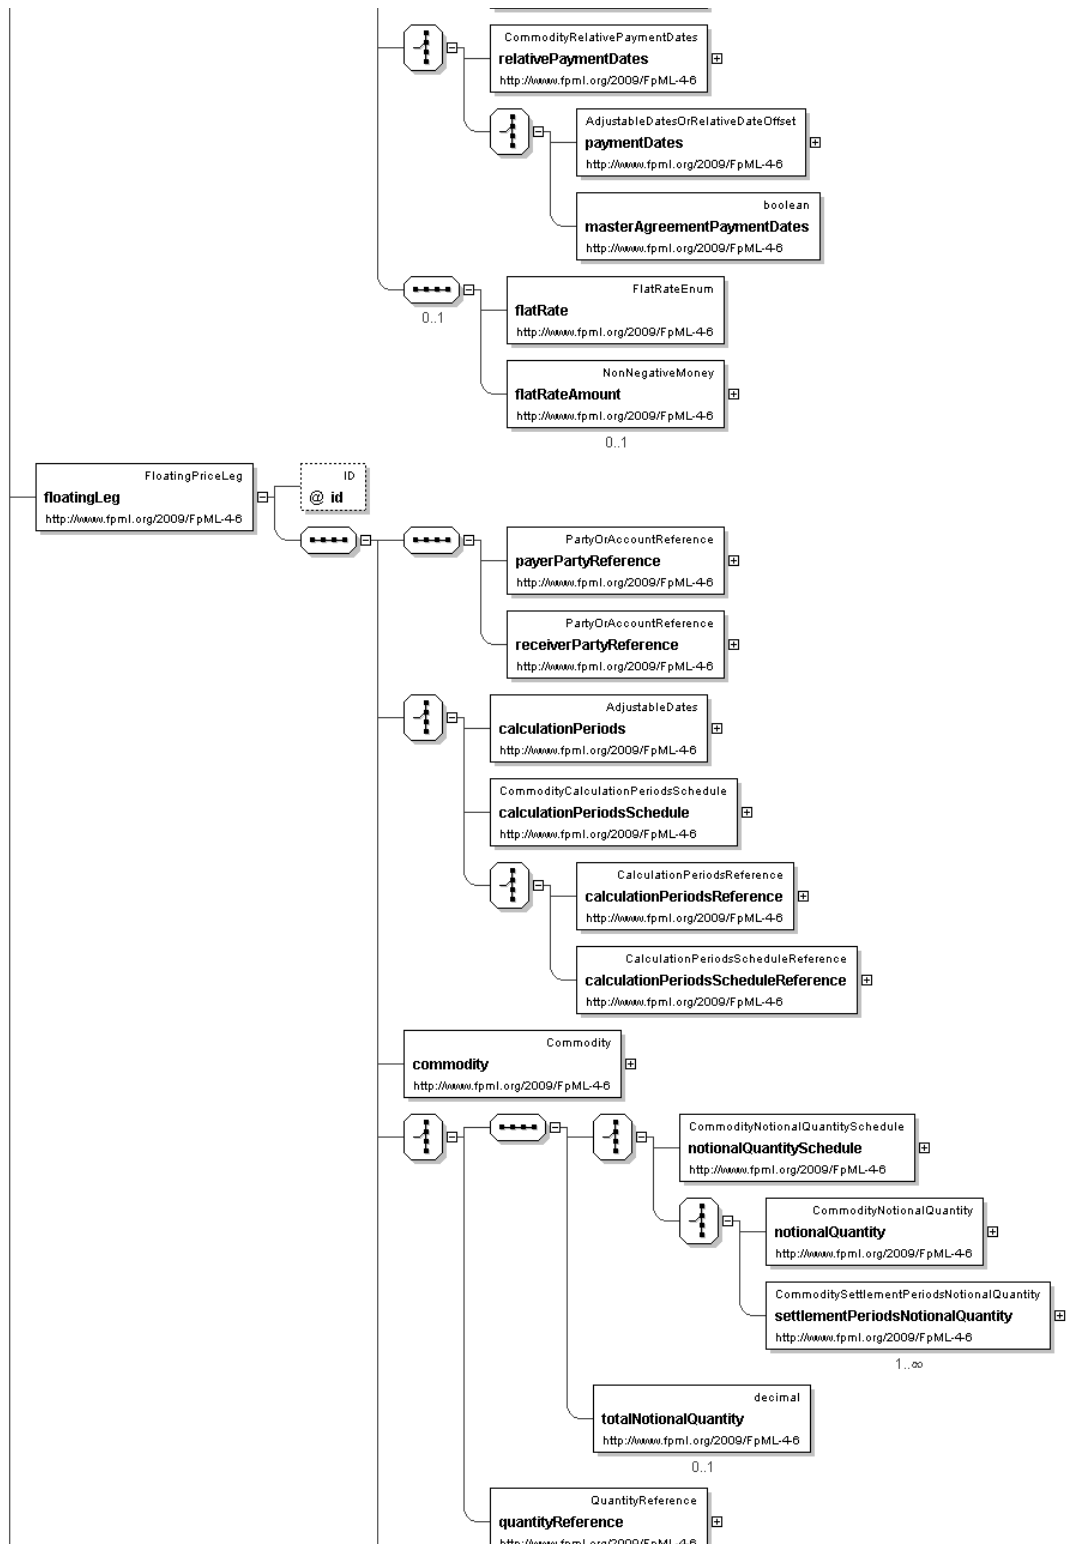 CommodityRelativePaymentDates
relativePaymentDates
http://www.fpml.org/2009/FpML-4-6
AdjustableDatesOrRelativeDateOffset
paymentDates
http://www.fpml.org/2009/FpML-4-6
boolean
masterAgreementPaymentDates
http://www.fpml.org/2009/FpML-4-6
FlatRateEnum
flatRate
http://www.fpml.org/2009/FpML-4-6
0..1
NonNegativeMoney
flatRateAmount
http://www.fpml.org/2009/FpML-4-6
0..1
FloatingPriceLeg
floatingLeg
http://www.fpml.org/2009/FpML-4-6
ID
@ id
PartyOrAccountReference
payerPartyReference
http://www.fpml.org/2009/FpML-4-6
PartyOrAccountReference
receiverPartyReference
http://www.fpml.org/2009/FpML-4-6
AdjustableDates
calculationPeriods
http://www.fpml.org/2009/FpML-4-6
CommodityCalculationPeriodsSchedule
calculationPeriodsSchedule
http://www.fpml.org/2009/FpML-4-6
CalculationPeriodsReference
calculationPeriodsReference
http://www.fpml.org/2009/FpML-4-6
CalculationPeriodsScheduleReference
calculationPeriodsScheduleReference
http://www.fpml.org/2009/FpML-4-6
Commodity
commodity
http://www.fpml.org/2009/FpML-4-6
CommodityNotionalQuantitySchedule
notionalQuantitySchedule
http://www.fpml.org/2009/FpML-4-6
CommodityNotionalQuantity
notionalQuantity
http://www.fpml.org/2009/FpML-4-6
CommoditySettlementPeriodsNotionalQuantity
settlementPeriodsNotionalQuantity
http://www.fpml.org/2009/FpML-4-6
1..∞
decimal
totalNotionalQuantity
http://www.fpml.org/2009/FpML-4-6
0..1
QuantityReference
quantityReference
http://www.fpml.org/2009/FpML-4-6